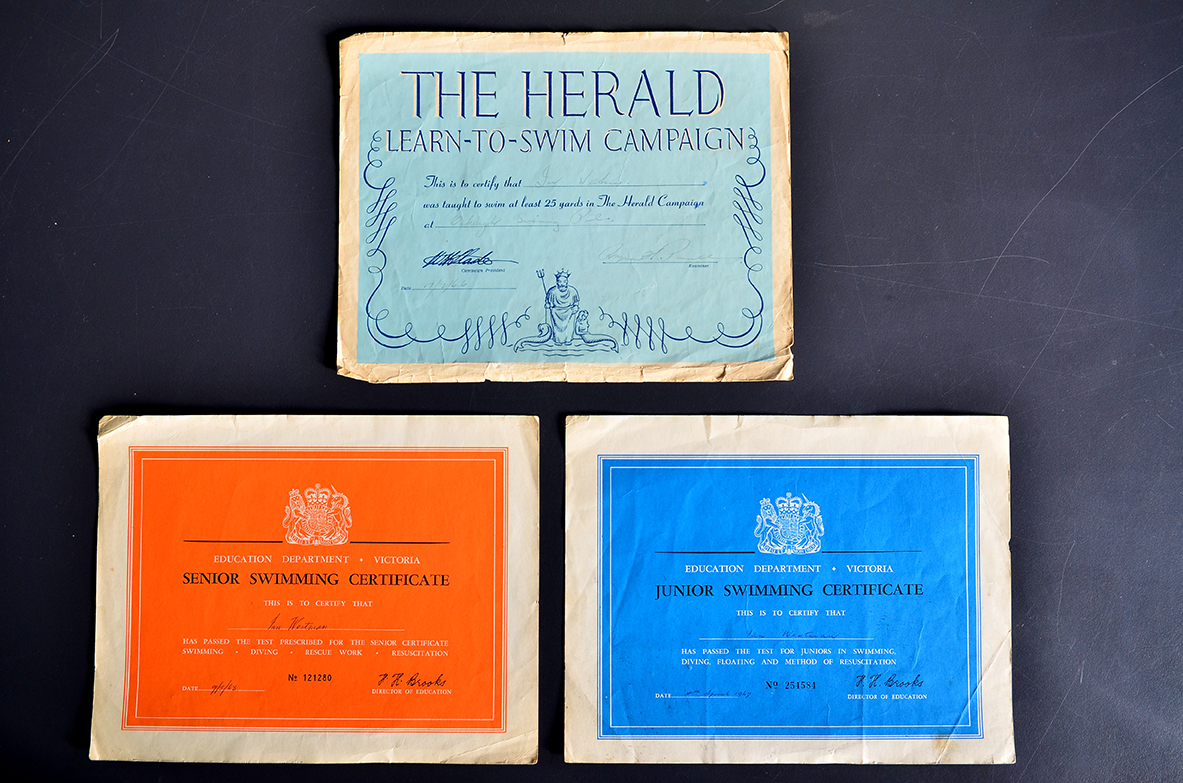 THE HERALD
LEARN-TO-SWIM CAMPAIGN
This is to certify that
was taught to swim at least 25 yards in The Herald Campaign
at Swimming
Campaign President
Examiner
Date
EDUCATION DEPARTMENT • VICTORIA
SENIOR SWIMMING CERTIFICATE
THIS IS TO CERTIFY THAT
HAS PASSED THE TEST PRESCRIBED FOR THE SENIOR CERTIFICATE
SWIMMING • DIVING • RESCUE WORK • RESUSCITATION
№ 121280
H. H. Brooks
DATE
DIRECTOR OF EDUCATION
EDUCATION DEPARTMENT • VICTORIA
JUNIOR SWIMMING CERTIFICATE
THIS IS TO CERTIFY THAT
HAS PASSED THE TEST FOR JUNIORS IN SWIMMING,
DIVING, FLOATING AND METHOD OF RESUSCITATION
№ 251584
H. H. Brooks
DATE April 1947
DIRECTOR OF EDUCATION